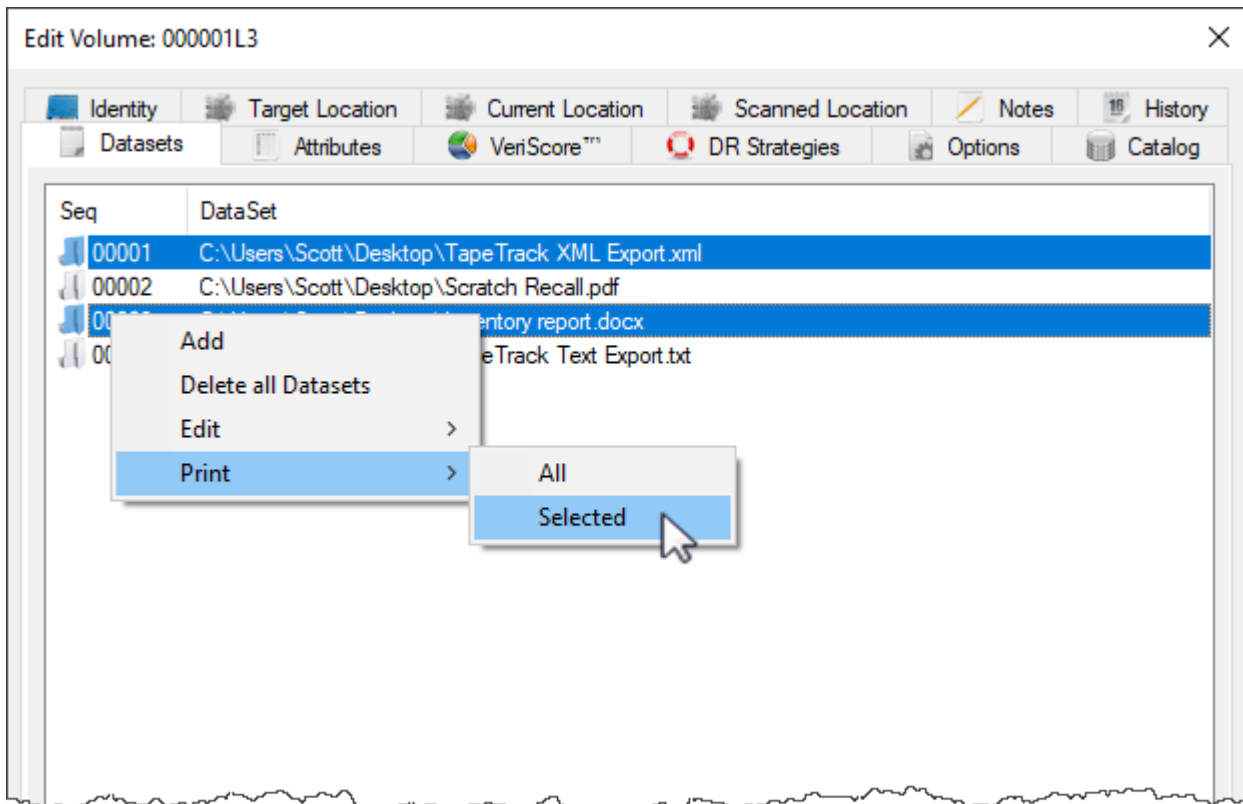 Edit Volume: 000001L3
Identity Target Location Current Location Scanned Location Notes 16 History
Datasets Attributes VeriScore™ DR Strategies Options Catalog
Seq DataSet
00001 C:\Users\Scott\Desktop\TapeTrack XML Export.xml
00002 C:\Users\Scott\Desktop\Scratch Recall.pdf
report.docx
Track Text Export.txt
Add
Delete all Datasets
Edit
Print
All
Selected